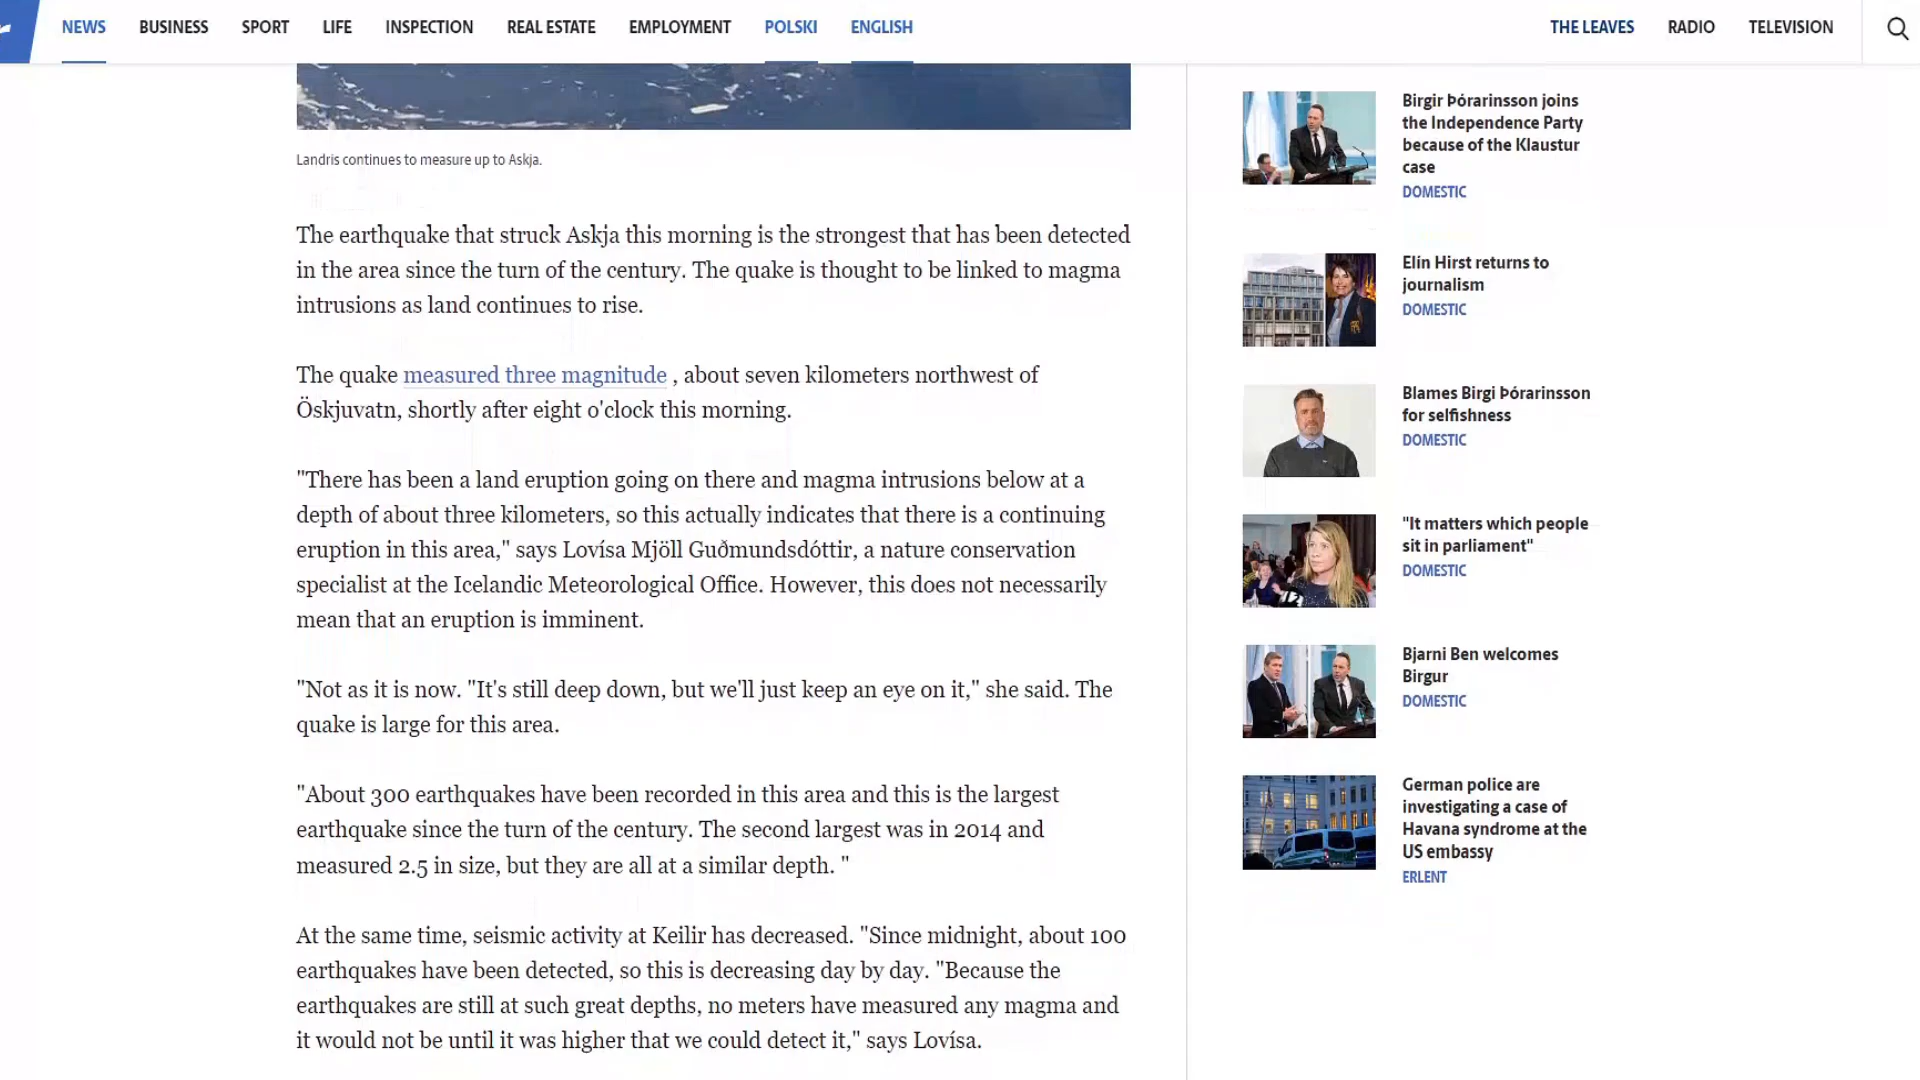 NEWS BUSINESS SPORT LIFE INSPECTION REAL ESTATE EMPLOYMENT POLSKI ENGLISH THE LEAVES RADIO TELEVISION
Landris continues to measure up to Askja.
The earthquake that struck Askja this morning is the strongest that has been detected
in the area since the turn of the century. The quake is thought to be linked to magma
intrusions as land continues to rise.
The quake measured three magnitude , about seven kilometers northwest of
Öskjuvatn, shortly after eight o'clock this morning.
"There has been a land eruption going on there and magma intrusions below at a
depth of about three kilometers, so this actually indicates that there is a continuing
eruption in this area," says Lovísa Mjöll Guðmundsdóttir, a nature conservation
specialist at the Icelandic Meteorological Office. However, this does not necessarily
mean that an eruption is imminent.
"Not as it is now. "It's still deep down, but we'll just keep an eye on it," she said. The
quake is large for this area.
"About 300 earthquakes have been recorded in this area and this is the largest
earthquake since the turn of the century. The second largest was in 2014 and
measured 2.5 in size, but they are all at a similar depth. "
At the same time, seismic activity at Keilir has decreased. "Since midnight, about 100
earthquakes have been detected, so this is decreasing day by day. "Because the
earthquakes are still at such great depths, no meters have measured any magma and
it would not be until it was higher that we could detect it," says Lovísa.
Birgir Þórarinsson joins
the Independence Party
because of the Klaustur
case
DOMESTIC
Elín Hirst returns to
journalism
DOMESTIC
Blames Birgi Þórarinsson
for selfishness
DOMESTIC
"It matters which people
sit in parliament"
DOMESTIC
Bjarni Ben welcomes
Birgur
DOMESTIC
German police are
investigating a case of
Havana syndrome at the
US embassy
ERLENT